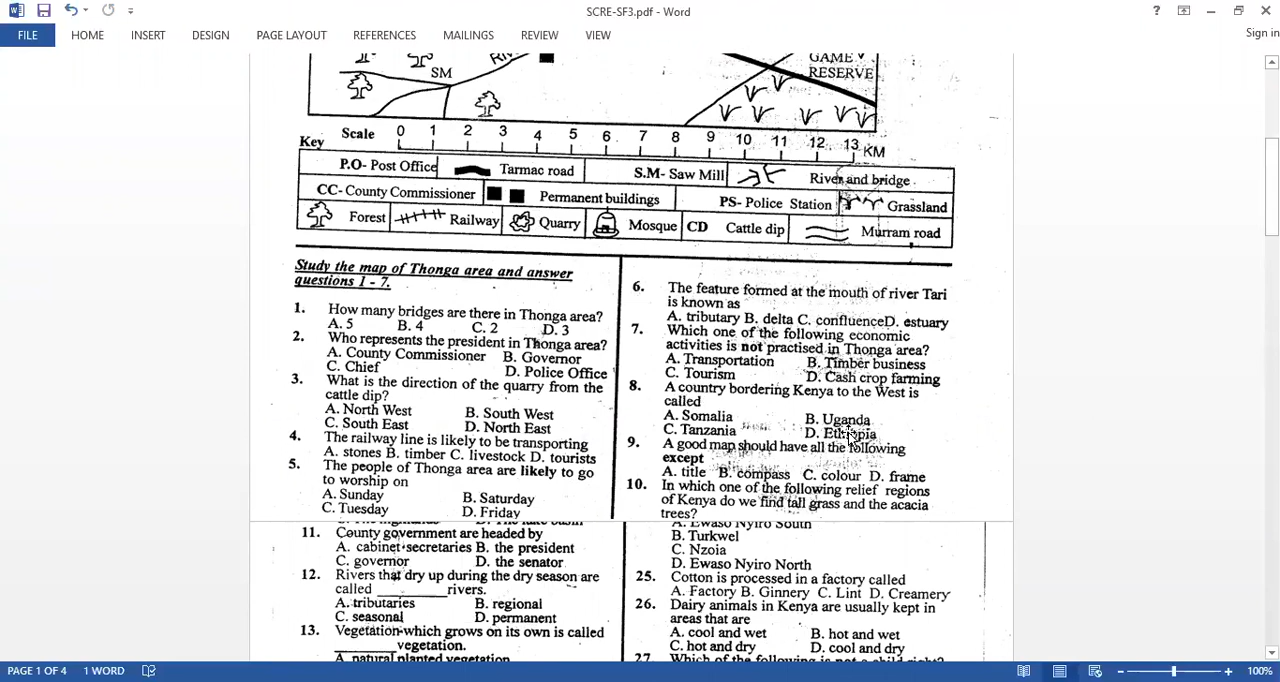 SCRE-SF3.pdf - Word
Sign in
FILE HOME INSERT DESIGN PAGE LAYOUT REFERENCES MAILINGS REVIEW VIEW
GAME
RESERVE
SM
Scale 0 1 2 3 4 5 6 7 8 9 10 11 12 13 KM
Key
P.O- Post Office Tarmac road S.M- Saw Mill River and bridge
CC- County Commissioner Permanent buildings PS- Police Station Grassland
Forest Railway Quarry Mosque CD Cattle dip Murram road
Study the map of Thonga area and answer
questions 1 - 7.
1. How many bridges are there in Thonga area?
A. 5 B. 4 C. 2 D. 3
2. Who represents the president in Thonga area?
A. County Commissioner B. Governor
C. Chief D. Police Office
3. What is the direction of the quarry from the
cattle dip?
A. North West B. South West
C. South East D. North East
4. The railway line is likely to be transporting
A. stones B. timber C. livestock D. tourists
5. The people of Thonga area are likely to go
to worship on
A. Sunday B. Saturday
C. Tuesday D. Friday
6. The feature formed at the mouth of river Tari
is known as
A. tributary B. delta C. confluence D. estuary
7. Which one of the following economic
activities is not practised in Thonga area?
A. Transportation B. Timber business
C. Tourism D. Cash crop farming
8. A country bordering Kenya to the West is
called
A. Somalia B. Uganda
C. Tanzania D. Ethiopia
9. A good map should have all the following
except
A. title B. compass C. colour D. frame
10. In which one of the following relief regions
of Kenya do we find tall grass and the acacia
trees?
11. County government are headed by
A. cabinet secretaries B. the president
C. governor D. the senator
12. Rivers that dry up during the dry season are
called ________ rivers.
A. tributaries B. regional
C. seasonal D. permanent
13. Vegetation which grows on its own is called
________ vegetation.
A. natural planted vegetation
A. Ewaso Nyiro South
B. Turkwel
C. Nzoia
D. Ewaso Nyiro North
25. Cotton is processed in a factory called
A. Factory B. Ginnery C. Lint D. Creamery
26. Dairy animals in Kenya are usually kept in
areas that are
A. cool and wet B. hot and wet
C. hot and dry D. cool and dry
27. Which of the following is not a child right?
PAGE 1 OF 4 1 WORD 100%